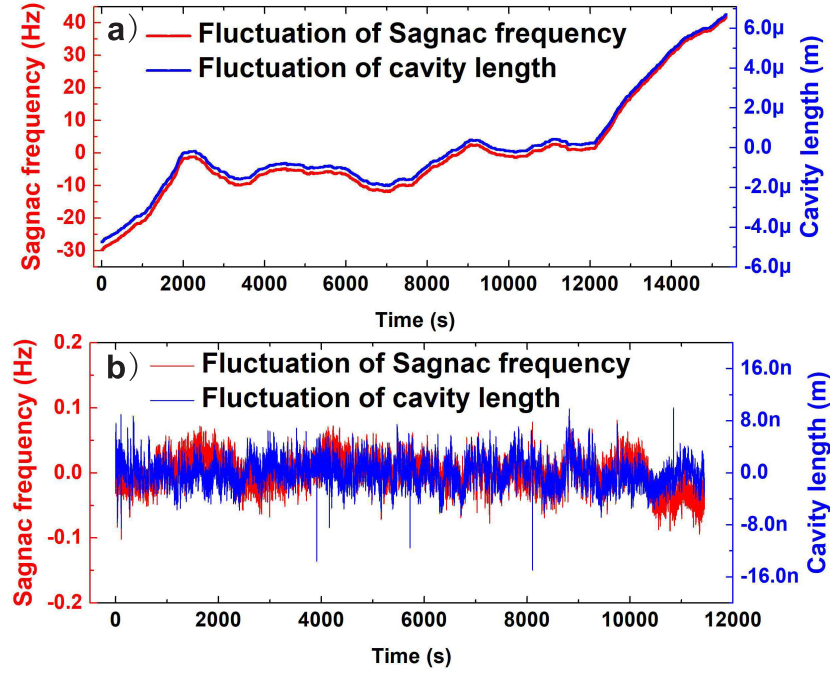 a)
Fluctuation of Sagnac frequency
Fluctuation of cavity length
Sagnac frequency (Hz)
40
30
20
10
0
-10
-20
-30
6.0µ
4.0µ
2.0µ
0.0
-2.0µ
-4.0µ
-6.0µ
Cavity length (m)
0 2000 4000 6000 8000 10000 12000 14000
Time (s)
b)
Fluctuation of Sagnac frequency
Fluctuation of cavity length
Sagnac frequency (Hz)
0.2
0.1
0.0
-0.1
-0.2
16.0n
8.0n
0.0
-8.0n
-16.0n
Cavity length (m)
0 2000 4000 6000 8000 10000 12000
Time (s)